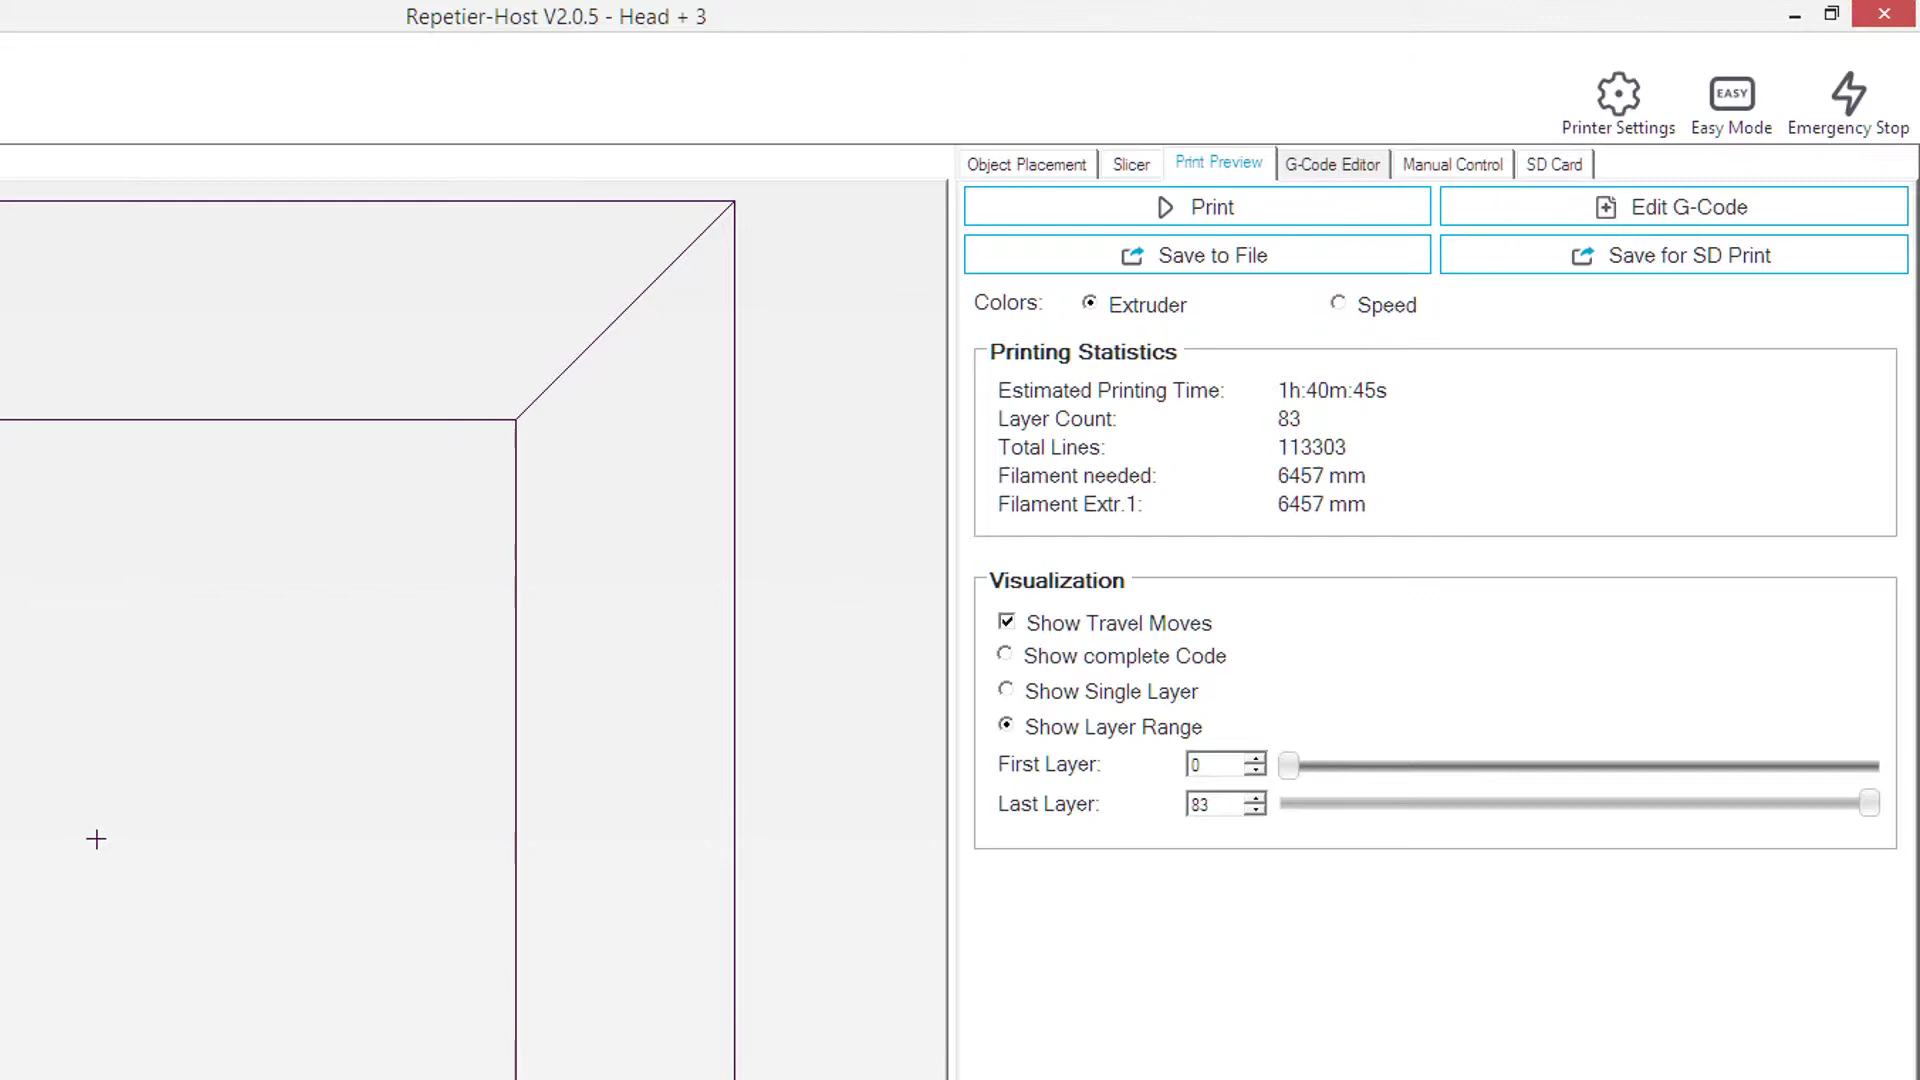 Repetier-Host V2.0.5 - Head + 3
EASY
Printer Settings Easy Mode Emergency Stop
Object Placement Slicer Print Preview G-Code Editor Manual Control SD Card
Print Edit G-Code
Save to File Save for SD Print
Colors: Extruder Speed
Printing Statistics
Estimated Printing Time: 1h:40m:45s
Layer Count: 83
Total Lines: 113303
Filament needed: 6457 mm
Filament Extr.1: 6457 mm
Visualization
Show Travel Moves
Show complete Code
Show Single Layer
Show Layer Range
First Layer: 0
Last Layer: 83